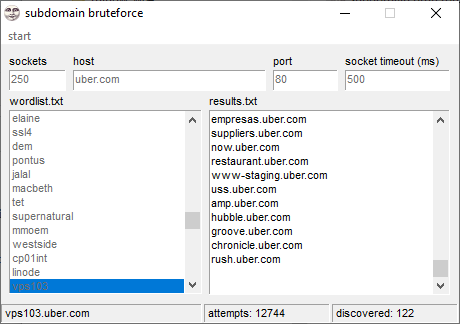 subdomain bruteforce
start
sockets host port socket timeout (ms)
250 uber.com 80 500
wordlist.txt results.txt
elaine
ssl4
dem
pontus
jalal
macbeth
tet
supernatural
mmoem
westside
cp01int
linode
vps103
empresas.uber.com
suppliers.uber.com
now.uber.com
restaurant.uber.com
www-staging.uber.com
uss.uber.com
amp.uber.com
hubble.uber.com
groove.uber.com
chronicle.uber.com
rush.uber.com
vps103.uber.com attempts: 12744 discovered: 122